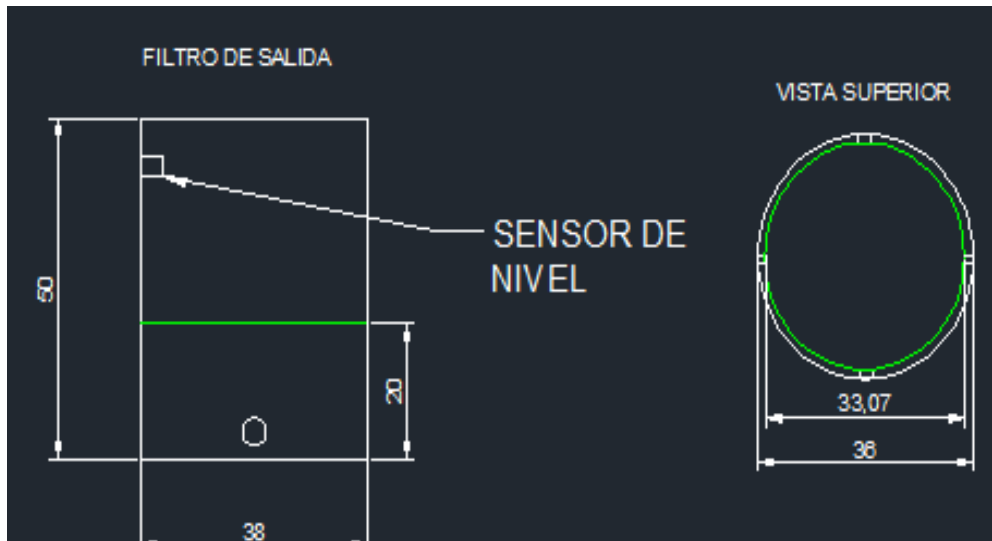 FILTRO DE SALIDA
VISTA SUPERIOR
SENSOR DE
NIVEL
50
20
38
33,07
36